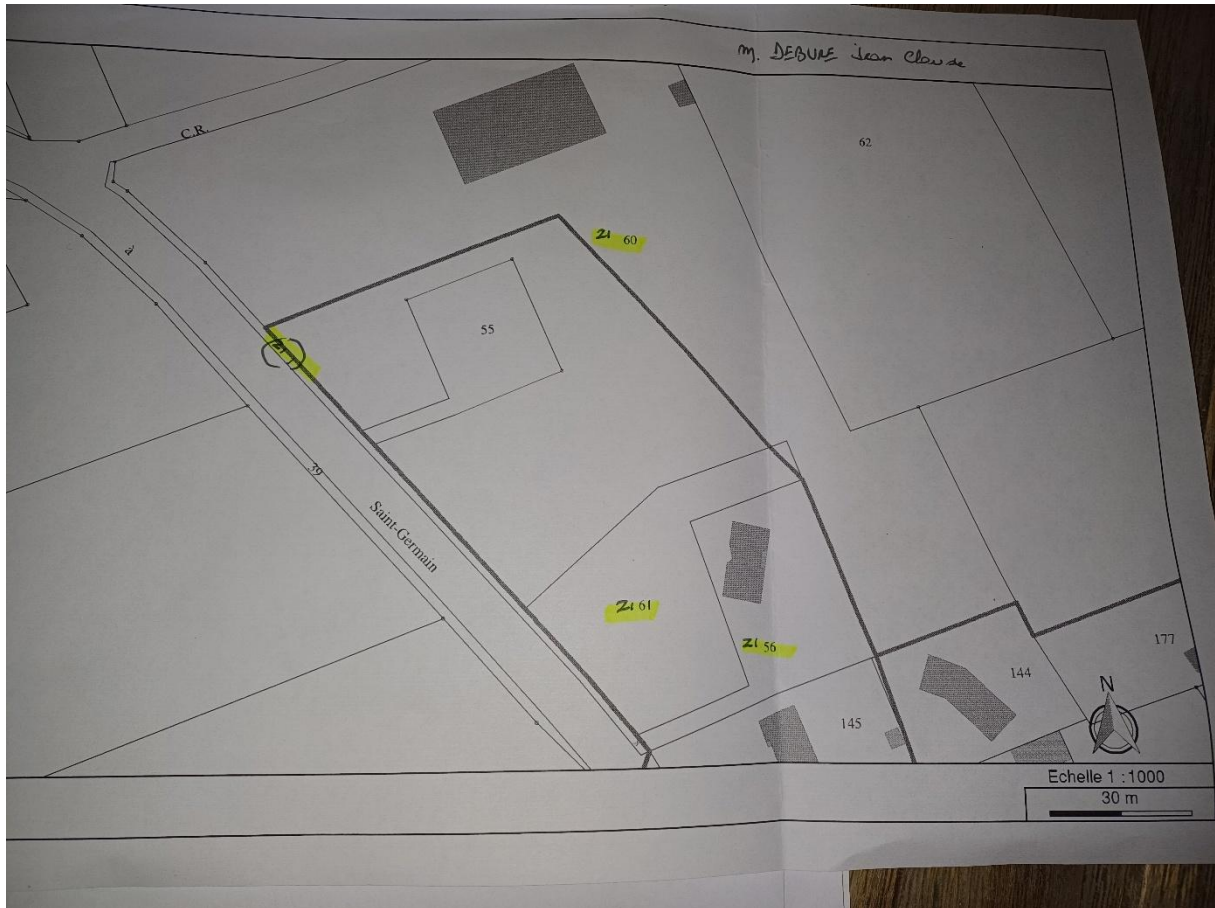 M. DEBURE Jean Claude
62
C.R.
à
ZI 60
55
ZI
39
Saint-Germain
ZI 61
ZI 56
177
144
145
N
Echelle 1 :1000
30 m